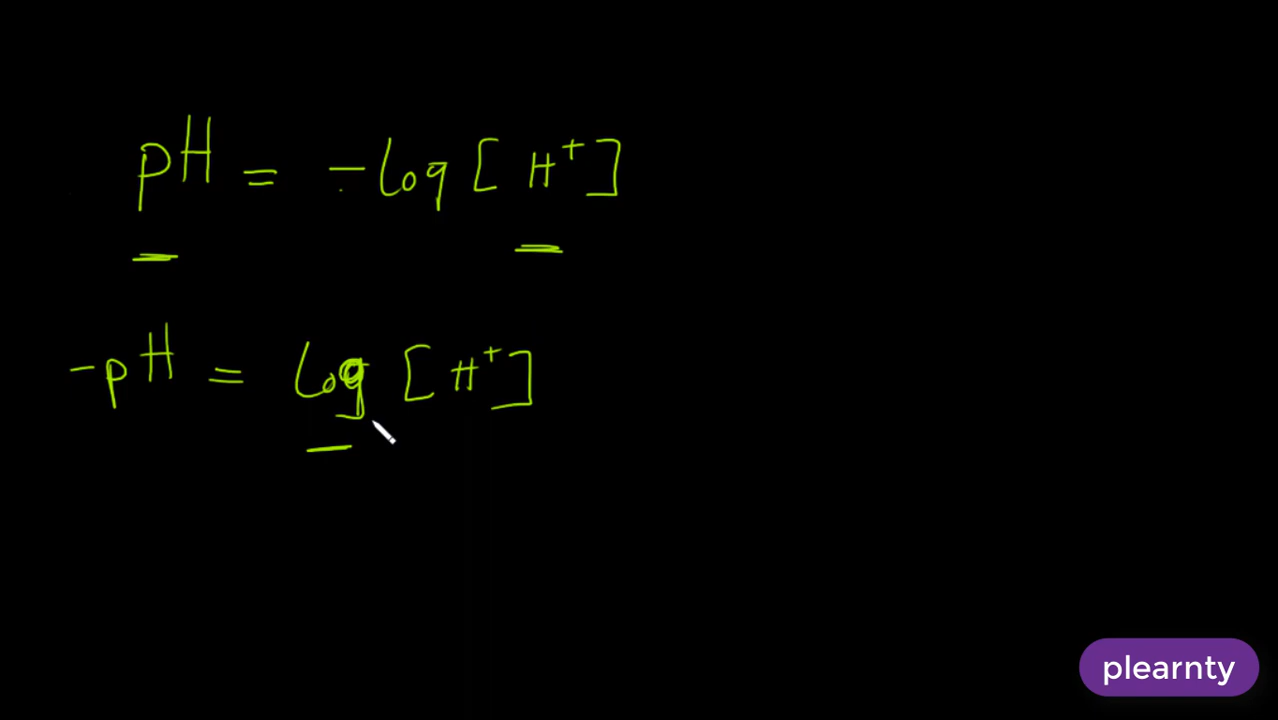 pH = -log [H⁺]
-pH = log [H⁺]
plearnty